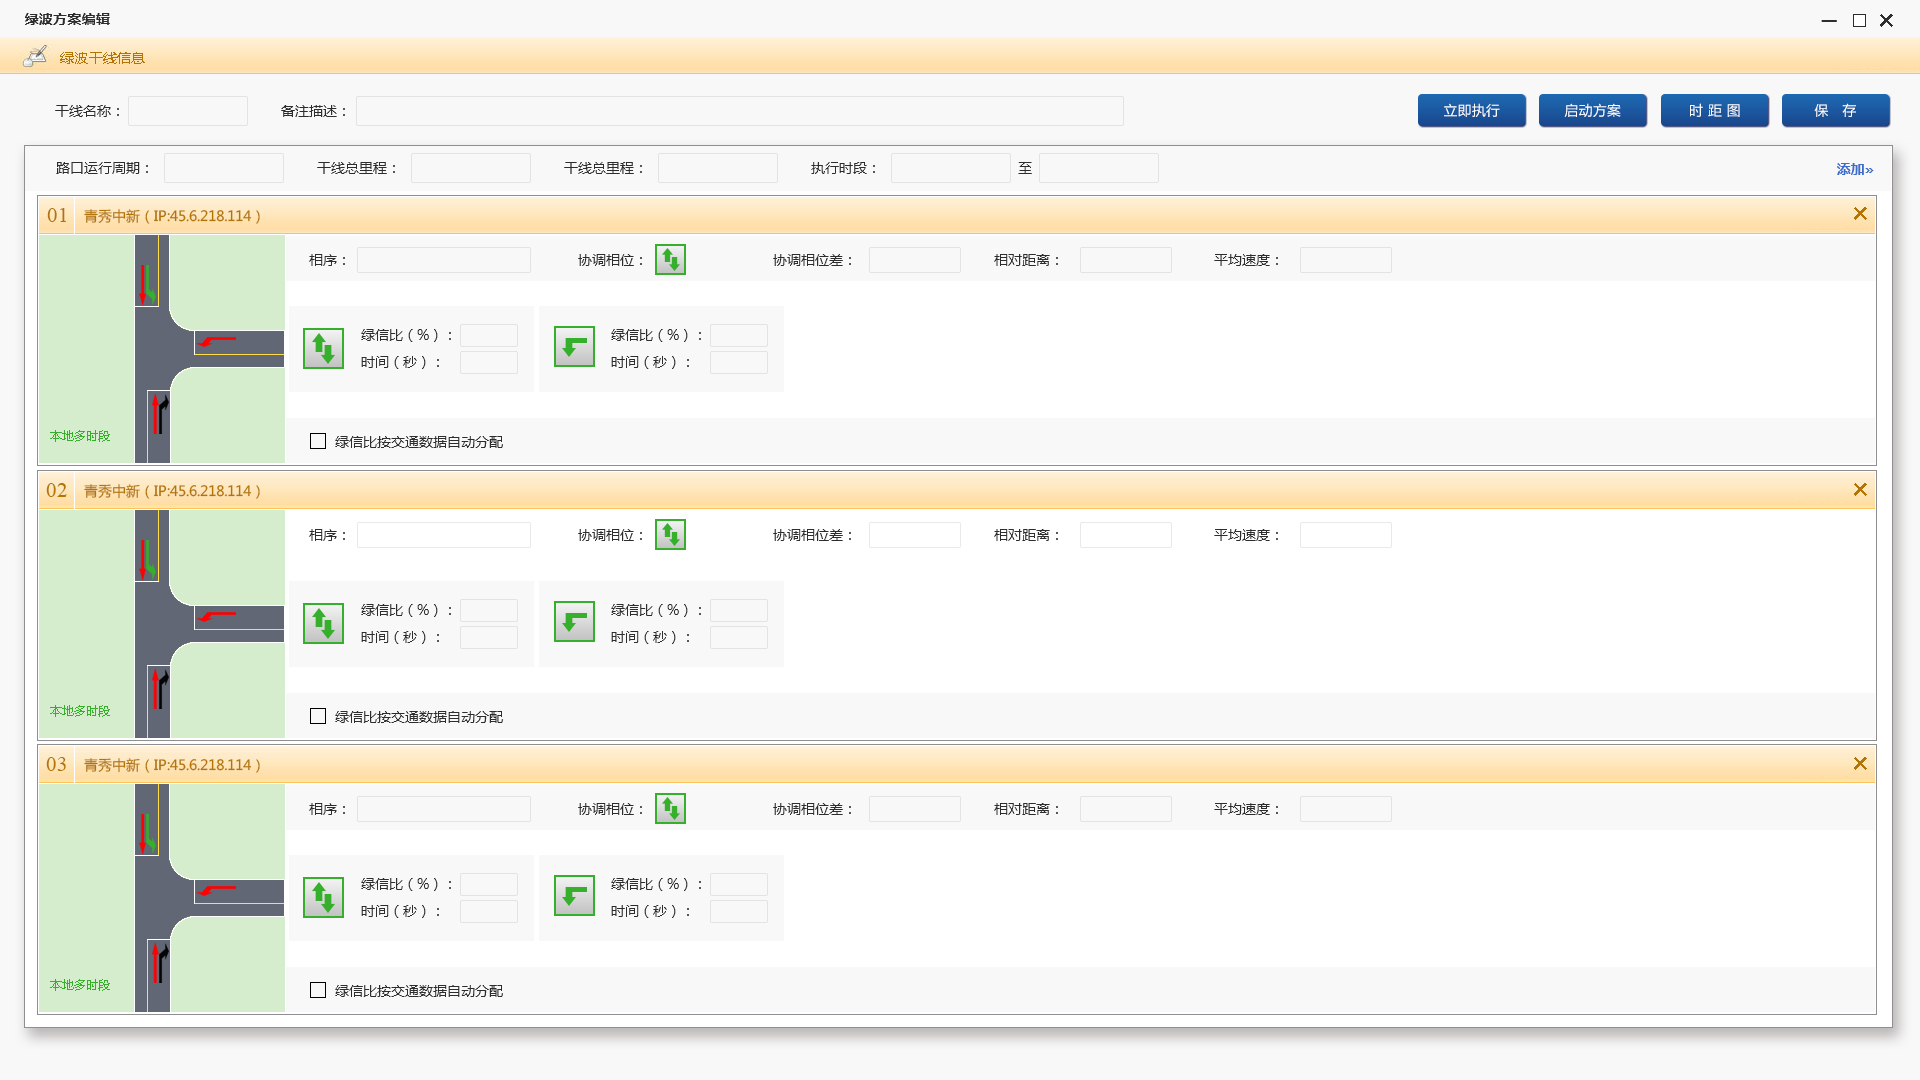 绿波方案编辑
绿波干线信息
干线名称： 备注描述： 立即执行 启动方案 时 距 图 保 存
路口运行周期： 干线总里程： 干线总里程： 执行时段： 至 添加»
01 青秀中新（IP:45.6.218.114）
相序： 协调相位： 协调相位差： 相对距离： 平均速度：
绿信比（%）： 绿信比（%）：
时间（秒）： 时间（秒）：
本地多时段
绿信比按交通数据自动分配
02 青秀中新（IP:45.6.218.114）
相序： 协调相位： 协调相位差： 相对距离： 平均速度：
绿信比（%）： 绿信比（%）：
时间（秒）： 时间（秒）：
本地多时段
绿信比按交通数据自动分配
03 青秀中新（IP:45.6.218.114）
相序： 协调相位： 协调相位差： 相对距离： 平均速度：
绿信比（%）： 绿信比（%）：
时间（秒）： 时间（秒）：
本地多时段
绿信比按交通数据自动分配